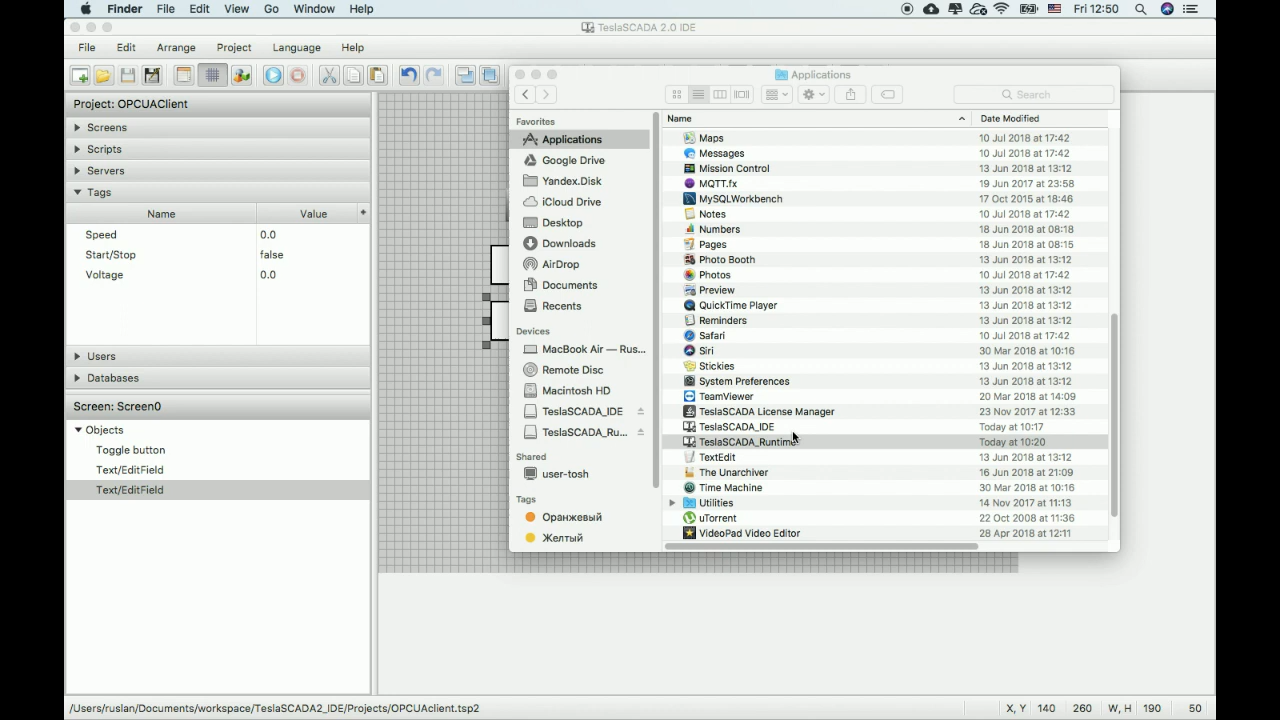 Finder File Edit View Go Window Help Fri 12:50
TeslaSCADA 2.0 IDE
File Edit Arrange Project Language Help
Project: OPCUAClient
Screens
Scripts
Servers
Tags
Name Value +
Speed 0.0
Start/Stop false
Voltage 0.0
Users
Databases
Screen: Screen0
Objects
Toggle button
Text/EditField
Text/EditField
Applications
Search
Favorites
Applications
Google Drive
Yandex.Disk
iCloud Drive
Desktop
Downloads
AirDrop
Documents
Recents
Devices
MacBook Air — Rus...
Remote Disc
Macintosh HD
TeslaSCADA_IDE
TeslaSCADA_Ru...
Shared
user-tosh
Tags
Оранжевый
Желтый
Name Date Modified
Maps 10 Jul 2018 at 17:42
Messages 10 Jul 2018 at 17:42
Mission Control 13 Jun 2018 at 13:12
MQTT.fx 19 Jun 2017 at 23:58
MySQLWorkbench 17 Oct 2015 at 18:46
Notes 10 Jul 2018 at 17:42
Numbers 18 Jun 2018 at 08:18
Pages 18 Jun 2018 at 08:15
Photo Booth 13 Jun 2018 at 13:12
Photos 10 Jul 2018 at 17:42
Preview 13 Jun 2018 at 13:12
QuickTime Player 13 Jun 2018 at 13:12
Reminders 13 Jun 2018 at 13:12
Safari 10 Jul 2018 at 17:42
Siri 30 Mar 2018 at 10:16
Stickies 13 Jun 2018 at 13:12
System Preferences 13 Jun 2018 at 13:12
TeamViewer 20 Mar 2018 at 14:09
TeslaSCADA License Manager 23 Nov 2017 at 12:33
TeslaSCADA_IDE Today at 10:17
TeslaSCADA_Runtime Today at 10:20
TextEdit 13 Jun 2018 at 13:12
The Unarchiver 16 Jun 2018 at 21:09
Time Machine 30 Mar 2018 at 10:16
Utilities 14 Nov 2017 at 11:13
uTorrent 22 Oct 2008 at 11:36
VideoPad Video Editor 28 Apr 2018 at 12:11
/Users/ruslan/Documents/workspace/TeslaSCADA2_IDE/Projects/OPCUAclient.tsp2 X, Y 140 260 W, H 190 50